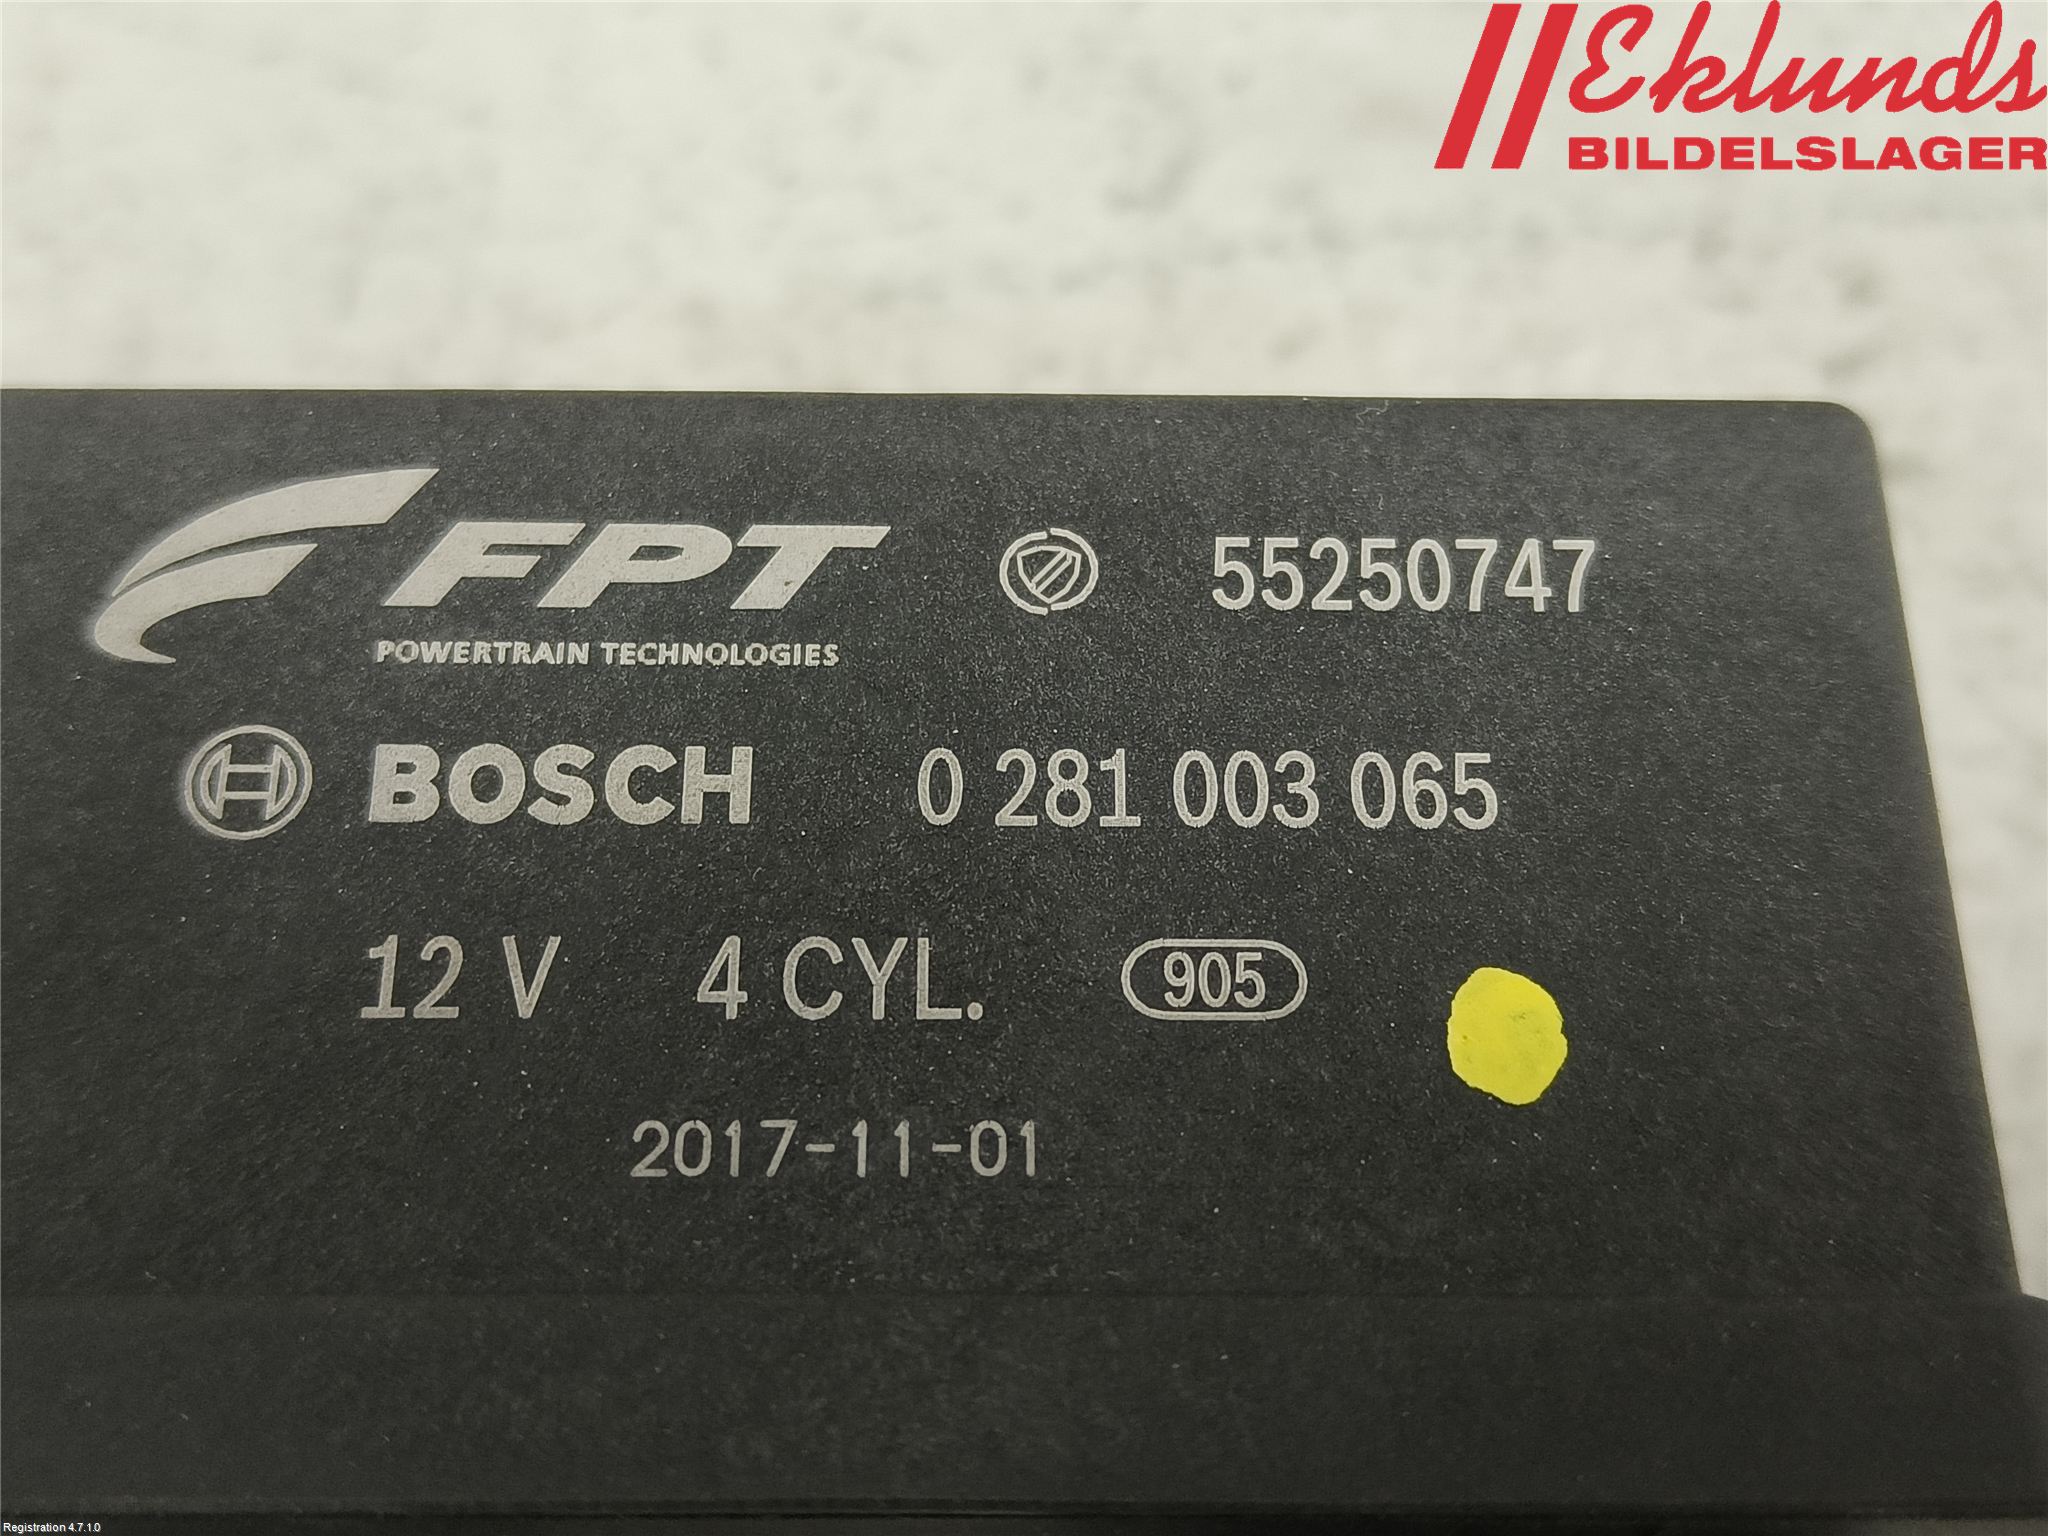 Eklunds
BILDELSLAGER
FPT 55250747
POWERTRAIN TECHNOLOGIES
BOSCH 0 281 003 065
12 V 4 CYL. 905
2017-11-01
Registration 4.7.1.0